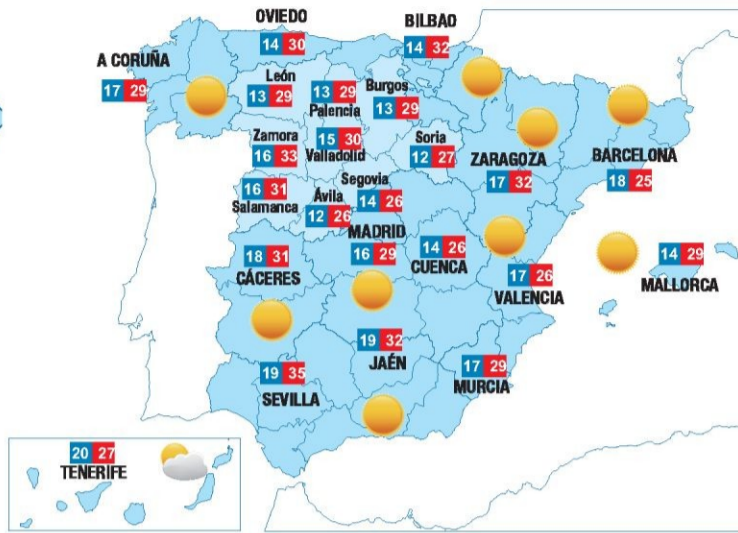 OVIEDO
14 30
BILBAO
14 32
A CORUÑA
17 29
León
13 29
13 29
Palencia
Burgos
13 29
Zamora
16 33
15 30
Valladolid
Soria
12 27
ZARAGOZA
17 32
BARCELONA
18 25
16 31
Salamanca
Ávila
12 26
Segovia
14 26
MADRID
16 29
14 26
CUENCA
18 31
CÁCERES
17 26
VALENCIA
14 29
MALLORCA
19 32
JAÉN
17 29
MURCIA
19 35
SEVILLA
20 27
TENERIFE